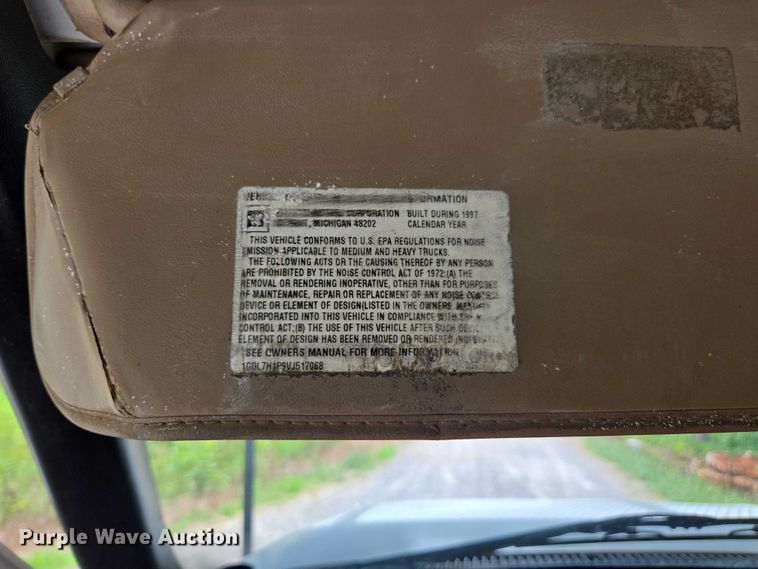 CORPORATION BUILT DURING 1997
, MICHIGAN 48202 CALENDAR YEAR
THIS VEHICLE CONFORMS TO U.S. EPA REGULATIONS FOR NOISE
MISSION APPLICABLE TO MEDIUM AND HEAVY TRUCKS.
THE FOLLOWING ACTS OR THE CAUSING THEREOF BY ANY PERSON
ARE PROHIBITED BY THE NOISE CONTROL ACT OF 1972:(A) THE
REMOVAL OR RENDERING INOPERATIVE, OTHER THAN FOR PURPOSES
OF MAINTENANCE, REPAIR OR REPLACEMENT OF ANY NOISE CONTROL
DEVICE OR ELEMENT OF DESIGN(LISTED IN THE OWNERS MANUAL)
INCORPORATED INTO THIS VEHICLE IN COMPLIANCE WITH THE N
CONTROL ACT;(B) THE USE OF THIS VEHICLE AFTER SUCH DE
ELEMENT OF DESIGN HAS BEEN REMOVED OR RENDERED INOPE
SEE OWNERS MANUAL FOR MORE INFORMATION
1GDL7H1P9VJ517068
Purple Wave Auction